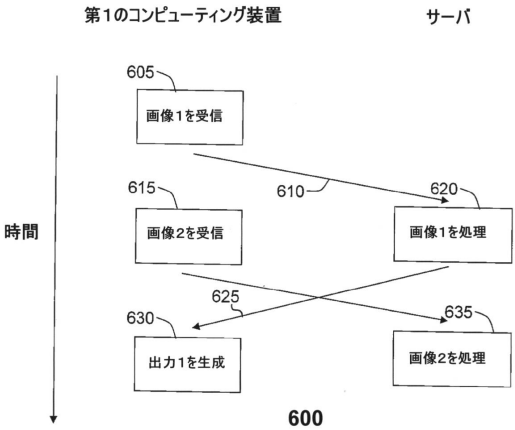 第1のコンピューティング装置
サーバ
605
画像1を受信
610
615
620
時間
画像2を受信
画像1を処理
625
630
635
出力1を生成
画像2を処理
600